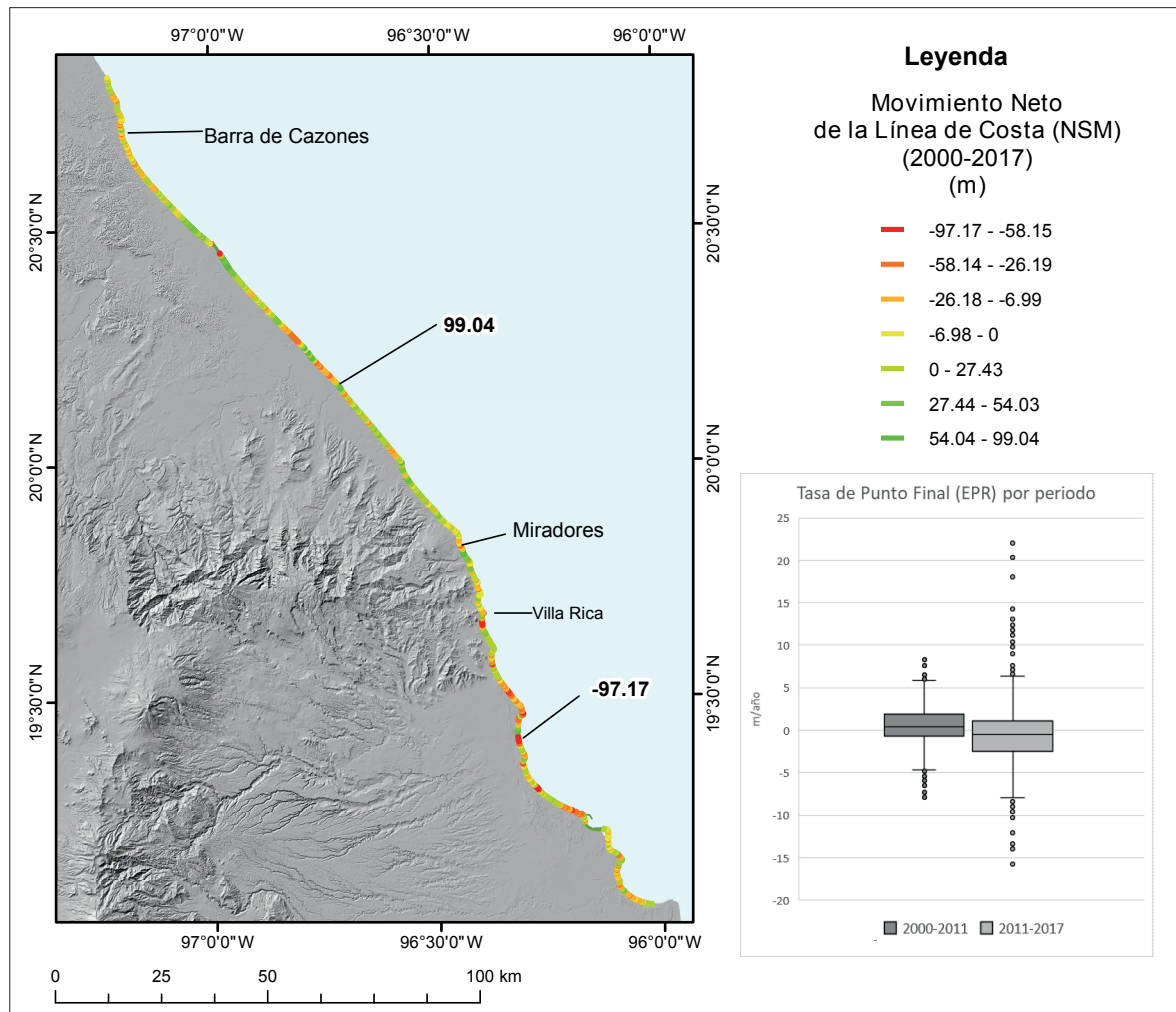 97°0'0"W 96°30'0"W 96°0'0"W
Barra de Cazones
20°30'0"N
20°30'0"N
99.04
20°0'0"N
20°0'0"N
Miradores
Villa Rica
19°30'0"N
19°30'0"N
-97.17
97°0'0"W 96°30'0"W 96°0'0"W
0 25 50 100 km
Leyenda
Movimiento Neto
de la Línea de Costa (NSM)
(2000-2017)
(m)
-97.17 - -58.15
-58.14 - -26.19
-26.18 - -6.99
-6.98 - 0
0 - 27.43
27.44 - 54.03
54.04 - 99.04
Tasa de Punto Final (EPR) por periodo
25
20
15
10
5
0
-5
-10
-15
-20
m/año
2000-2011 2011-2017